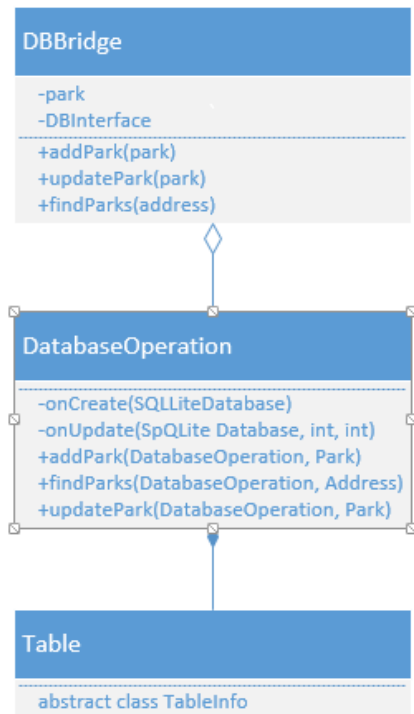 DBBridge
-park
-DBInterface
+addPark(park)
+updatePark(park)
+findParks(address)
DatabaseOperation
-onCreate(SQLLiteDatabase)
-onUpdate(SpQLite Database, int, int)
+addPark(DatabaseOperation, Park)
+findParks(DatabaseOperation, Address)
+updatePark(DatabaseOperation, Park)
Table
abstract class TableInfo